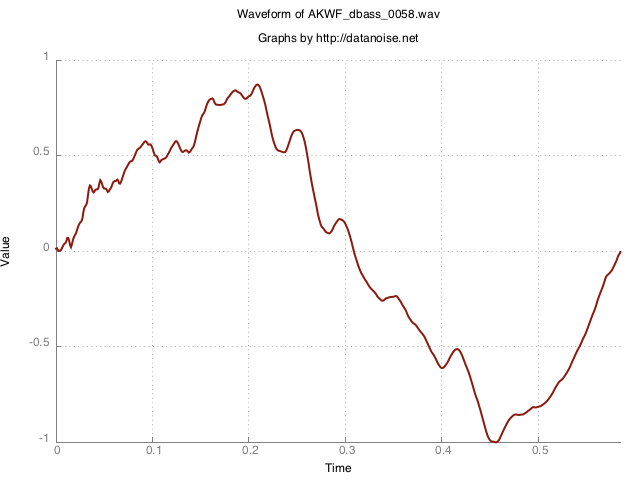 Waveform of AKWF_dbass_0058.wav
Graphs by http://datanoise.net
1
0.5
0
-0.5
-1
Value
0 0.1 0.2 0.3 0.4 0.5
Time